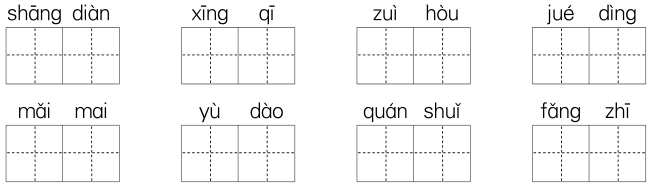 shāng diàn xīng qī zuì hòu jué dìng
mǎi mai yù dào quán shuǐ fǎng zhī